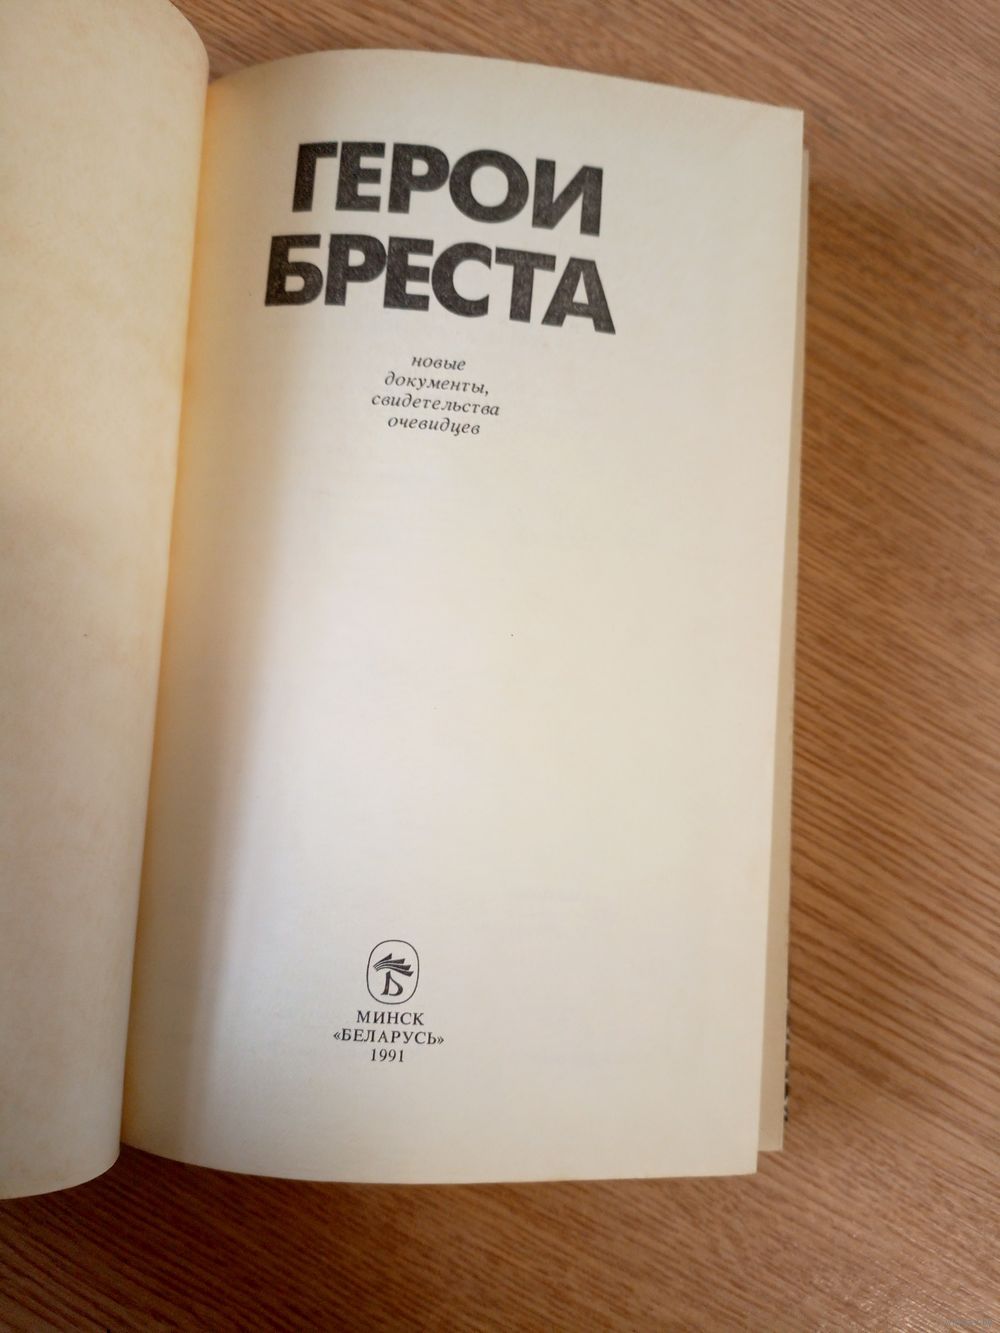 ГЕРОИ
БРЕСТА
новые
документы,
свидетельства
очевидцев
Б
МИНСК
«БЕЛАРУСЬ»
1991